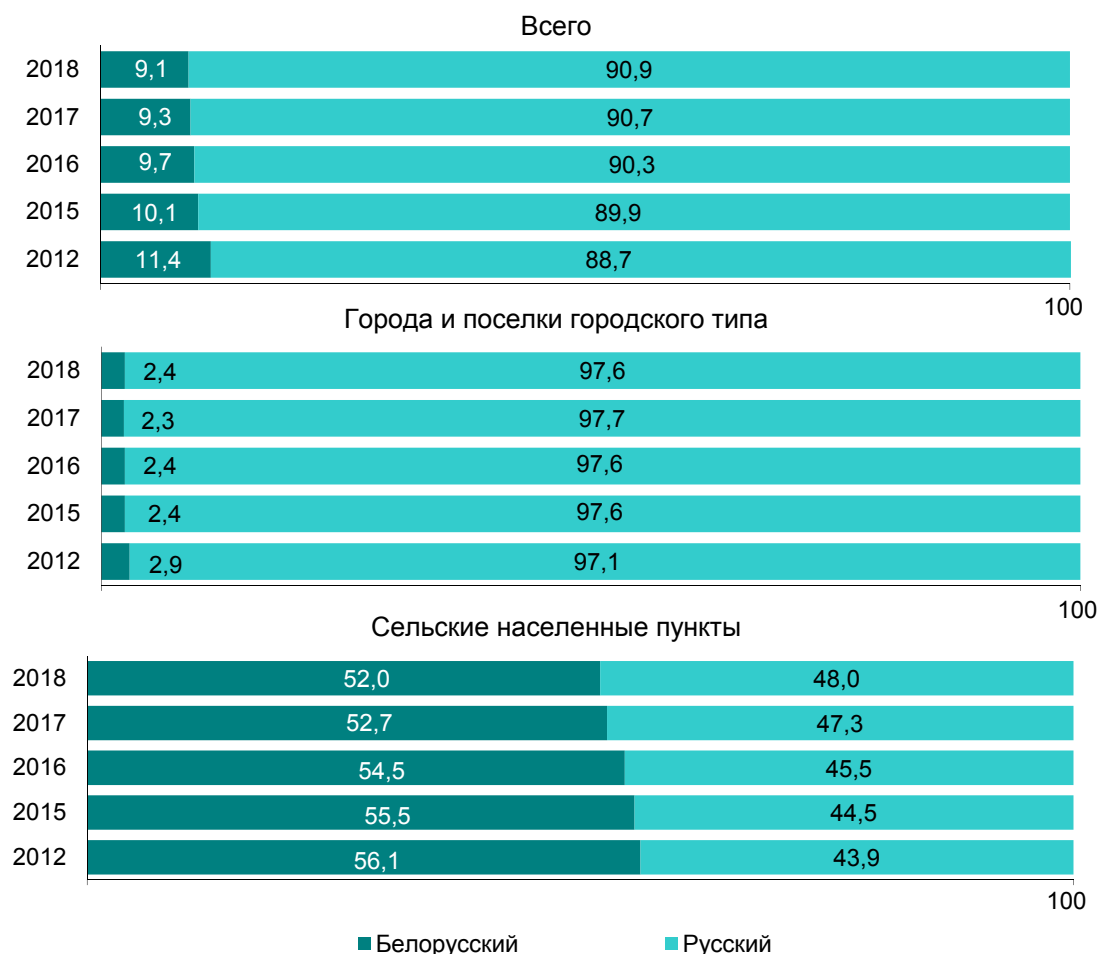 Всего
2018 9,1 90,9
2017 9,3 90,7
2016 9,7 90,3
2015 10,1 89,9
2012 11,4 88,7
100
Города и поселки городского типа
2018 2,4 97,6
2017 2,3 97,7
2016 2,4 97,6
2015 2,4 97,6
2012 2,9 97,1
100
Сельские населенные пункты
2018 52,0 48,0
2017 52,7 47,3
2016 54,5 45,5
2015 55,5 44,5
2012 56,1 43,9
100
Белорусский Русский